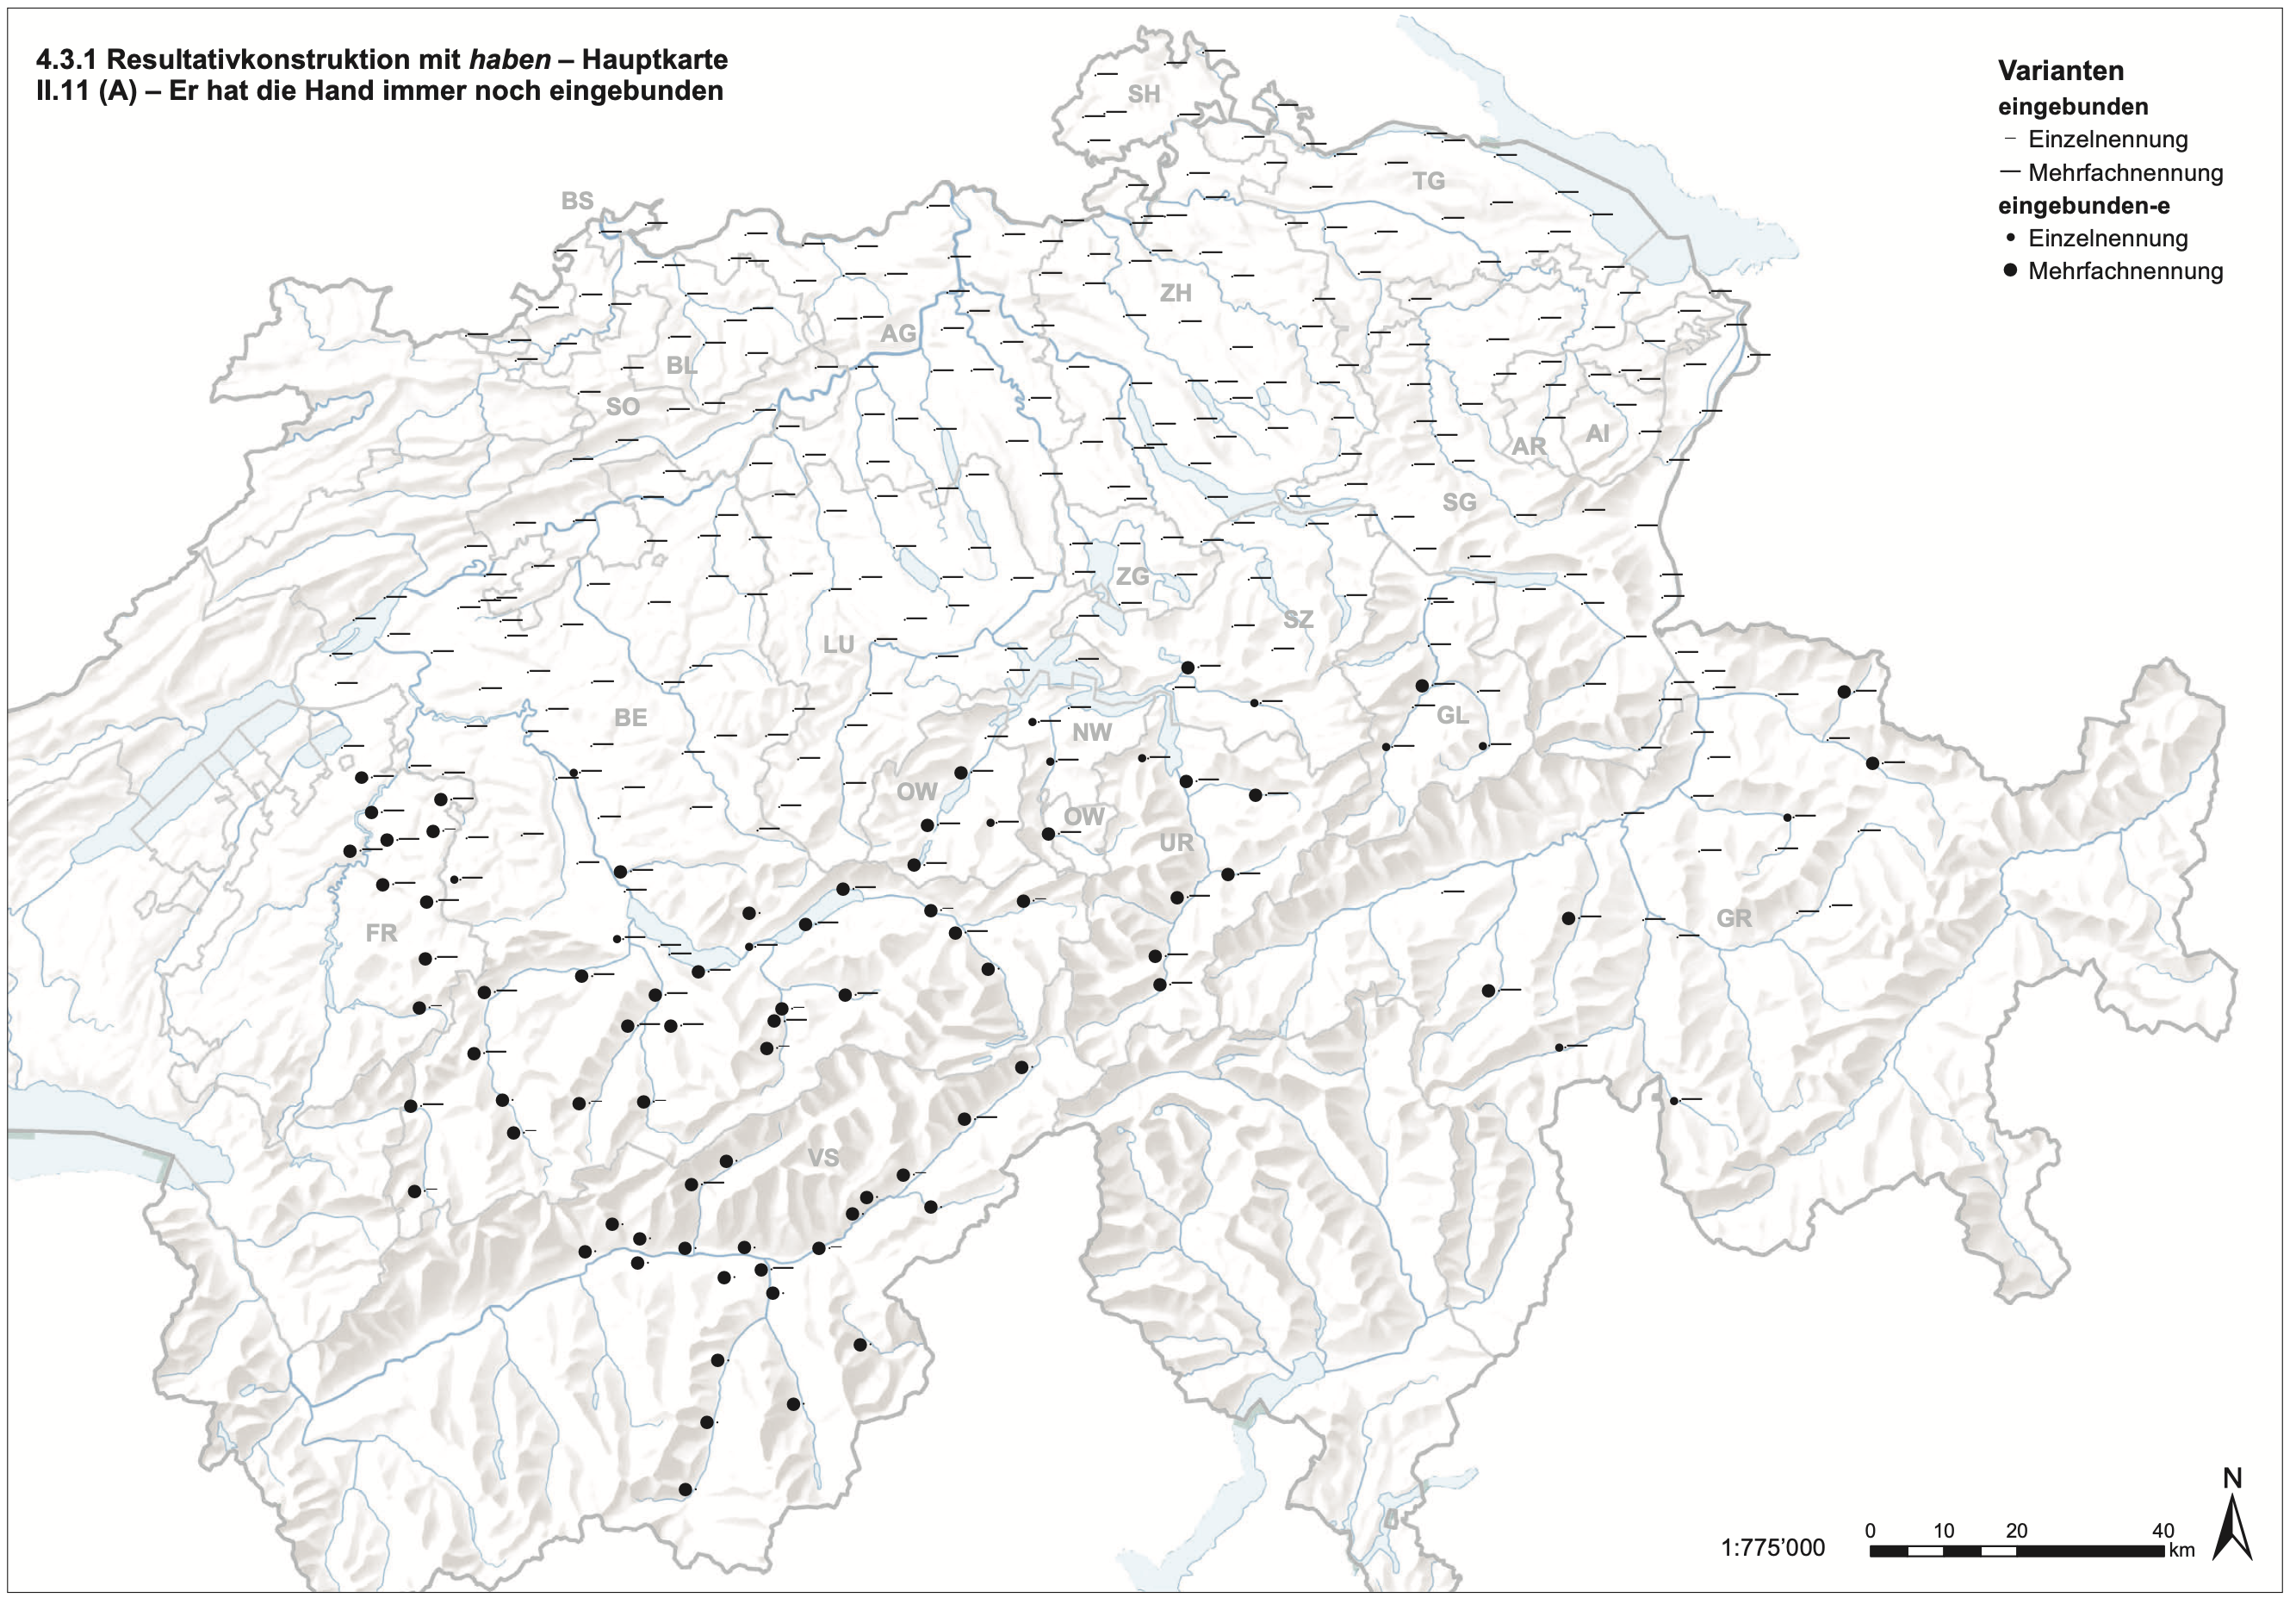 4.3.1 Resultativkonstruktion mit haben – Hauptkarte
II.11 (A) – Er hat die Hand immer noch eingebunden
Varianten
eingebunden
Einzelnennung
Mehrfachnennung
eingebunden-e
Einzelnennung
Mehrfachnennung
SH
TG
BS
ZH
AG
BL
SO
AR
AI
SG
ZG
SZ
LU
BE
NW
GL
OW
OW
UR
FR
GR
VS
N
1:775’000
0 10 20 40
km